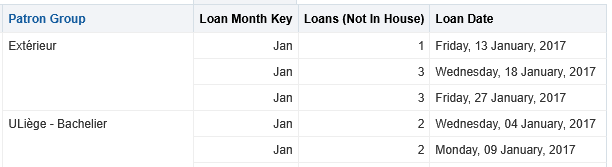 Patron Group Loan Month Key Loans (Not In House) Loan Date
Extérieur Jan 1 Friday, 13 January, 2017
Jan 3 Wednesday, 18 January, 2017
Jan 3 Friday, 27 January, 2017
ULiège - Bachelier Jan 2 Wednesday, 04 January, 2017
Jan 2 Monday, 09 January, 2017